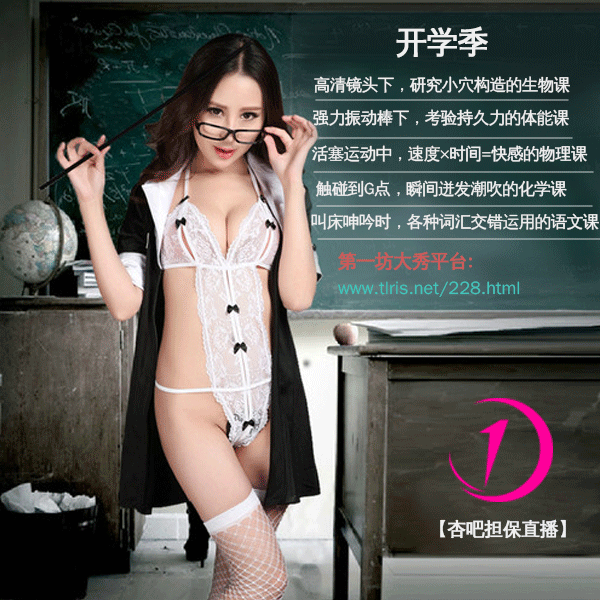 开学季
高清镜头下，研究小穴构造的生物课
强力振动棒下，考验持久力的体能课
活塞运动中，速度×时间=快感的物理课
触碰到G点，瞬间迸发潮吹的化学课
叫床呻吟时，各种词汇交错运用的语文课
第一坊大秀平台:
www.tlris.net/228.html
【杏吧担保直播】